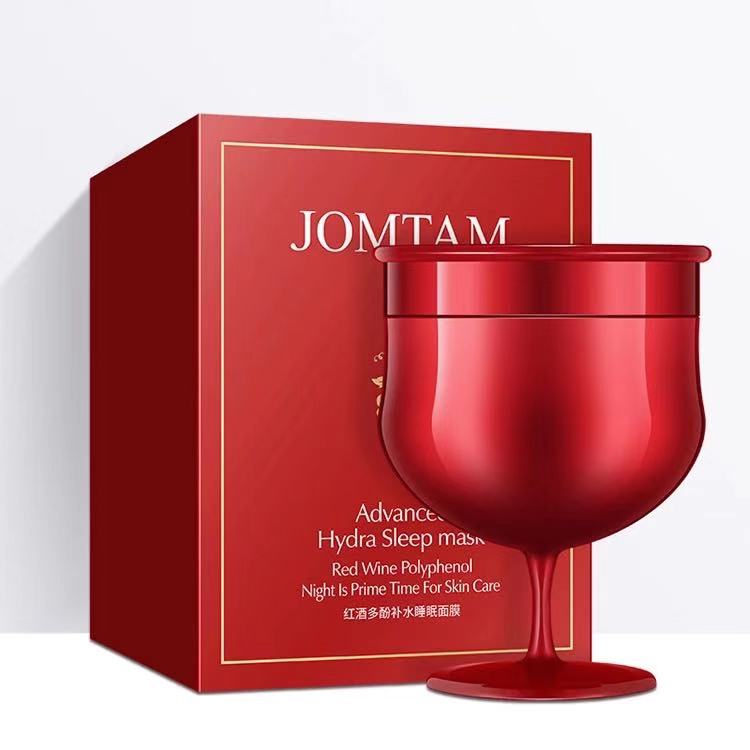 JOMTAM
Advanced
Hydra Sleep mask
Red Wine Polyphenol
Night Is Prime Time For Skin Care
红酒多酚补水睡眠面膜